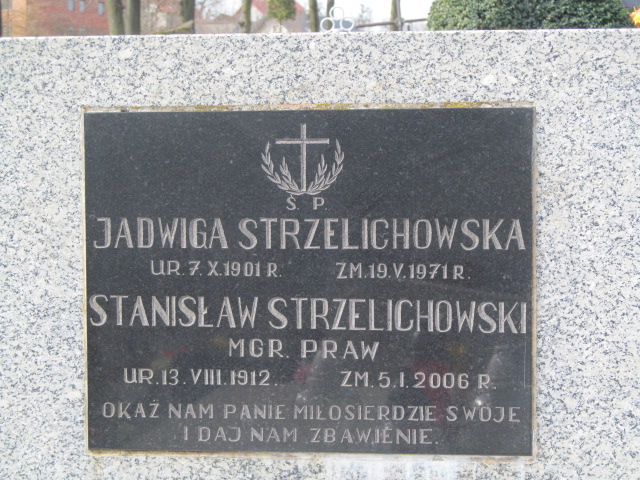 Ś. P.
JADWIGA STRZELICHOWSKA
UR. 7. X. 1901 R. ZM. 19. V. 1971 R.
STANISŁAW STRZELICHOWSKI
MGR. PRAW
UR. 13. VIII. 1912. ZM. 5. I. 2006 R.
OKAŻ NAM PANIE MIŁOSIERDZIE SWOJE
I DAJ NAM ZBAWIENIE.